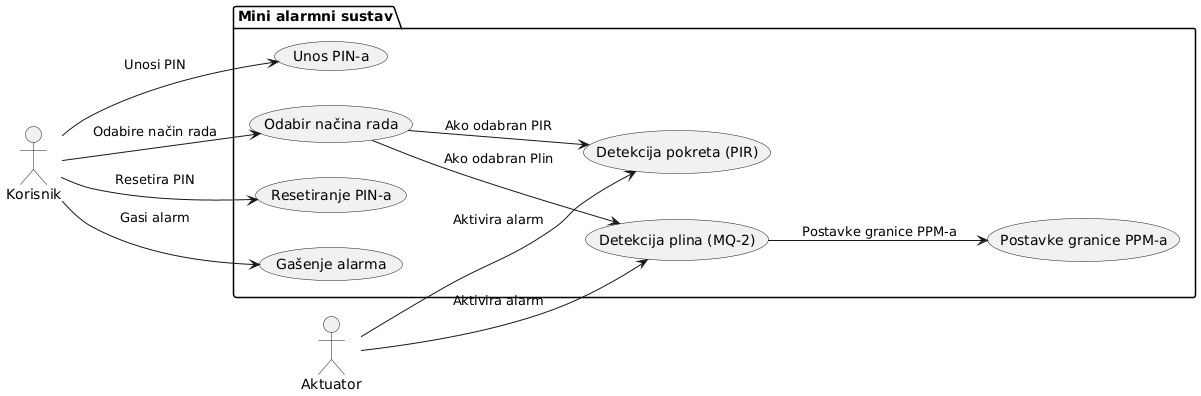 Mini alarmni sustav
Unos PIN-a
Unosi PIN
Odabir načina rada
Odabire način rada
Ako odabran PIR
Detekcija pokreta (PIR)
Ako odabran Plin
Korisnik
Resetira PIN
Resetiranje PIN-a
Gasi alarm
Aktivira alarm
Detekcija plina (MQ-2)
Postavke granice PPM-a
Postavke granice PPM-a
Gašenje alarma
Aktivira alarm
Aktuator